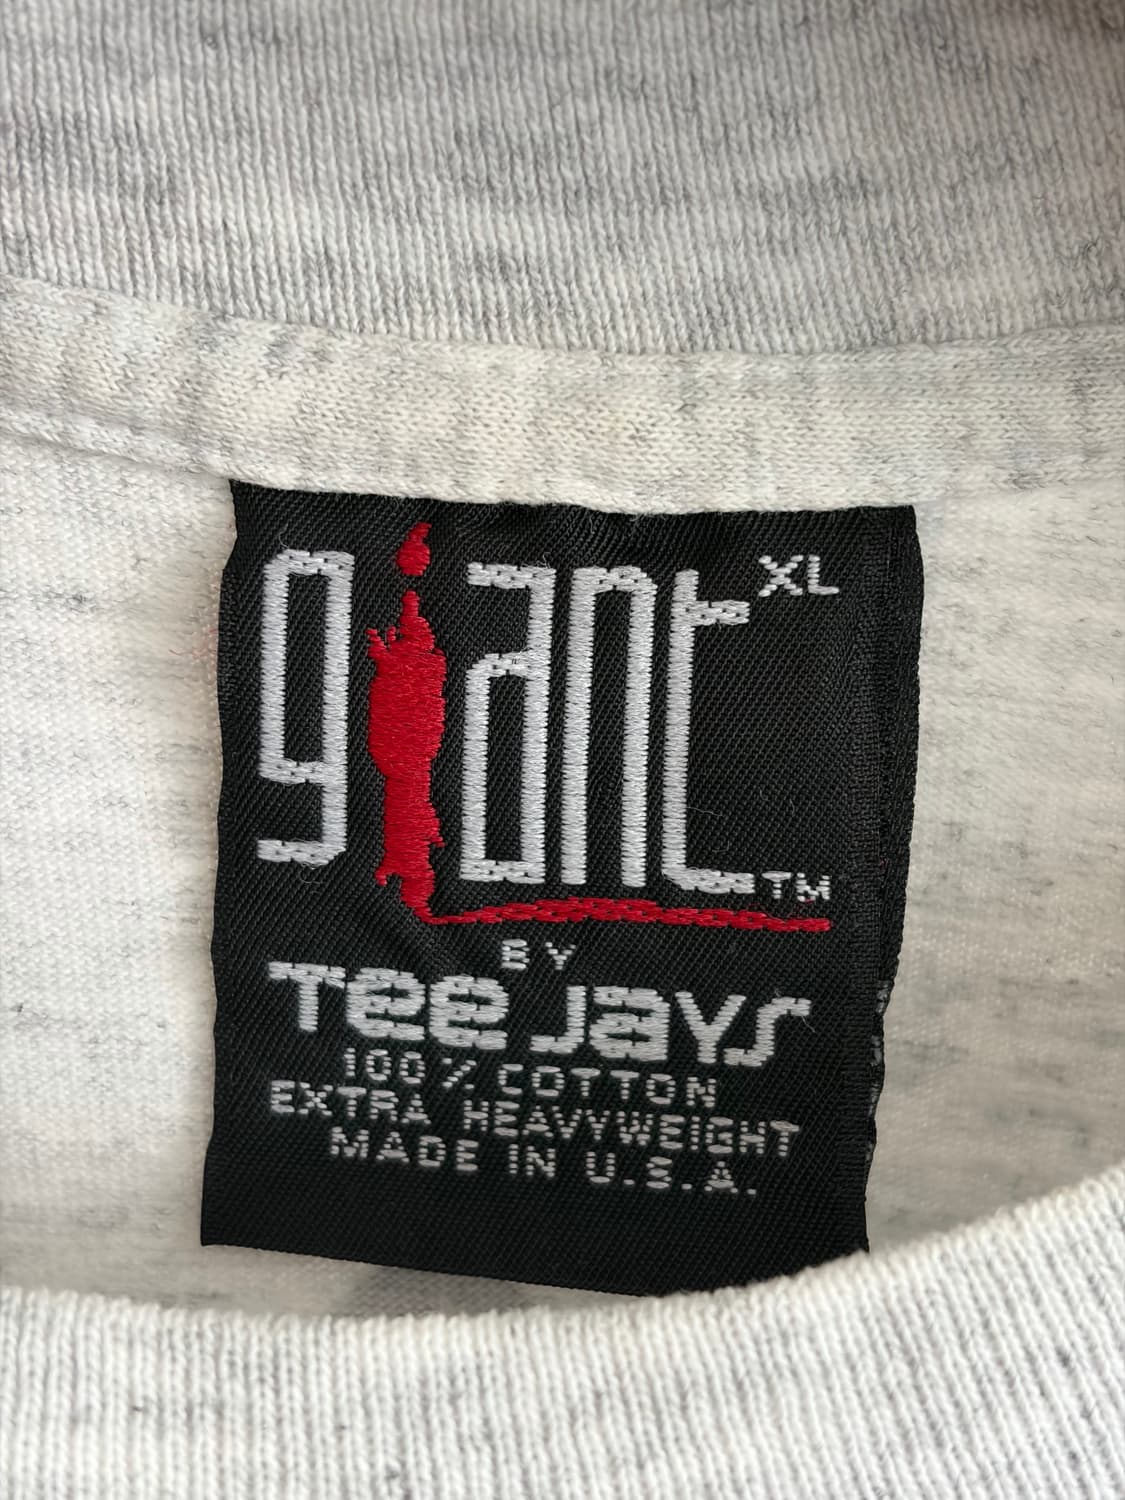 giant XL
TM
BY
Tee Jays
100% COTTON
EXTRA HEAVYWEIGHT
MADE IN U.S.A.